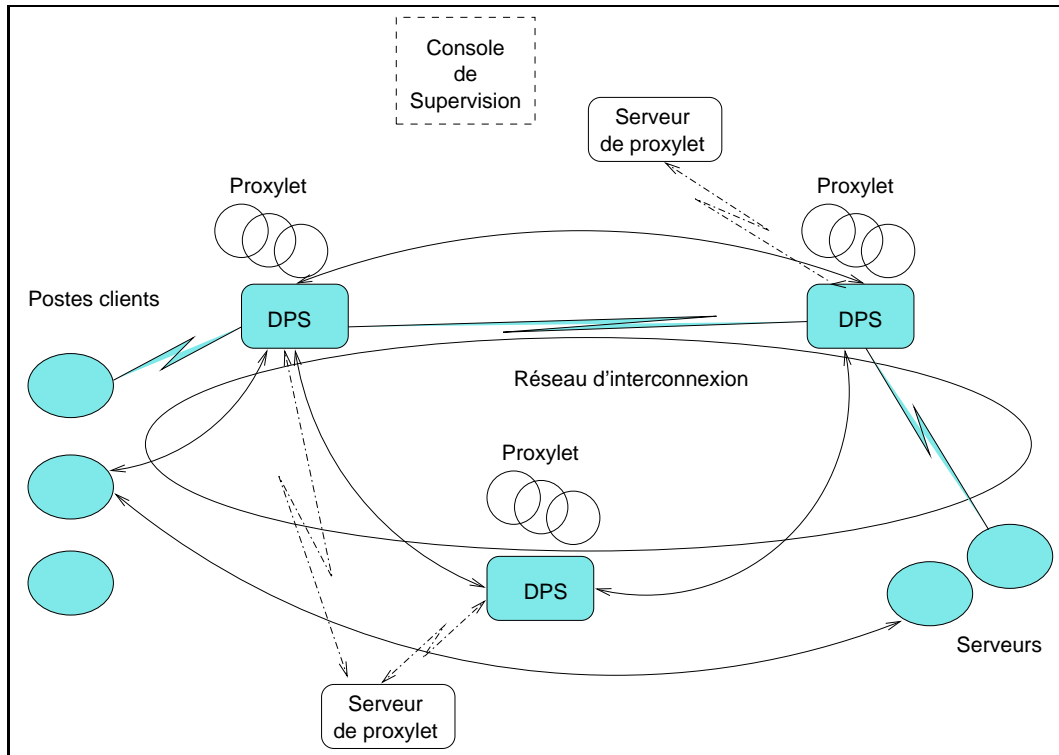 Console
de
Supervision
Serveur
de proxylet
Proxylet
Proxylet
Postes clients
DPS
DPS
Réseau d'interconnexion
Proxylet
DPS
Serveurs
Serveur
de proxylet